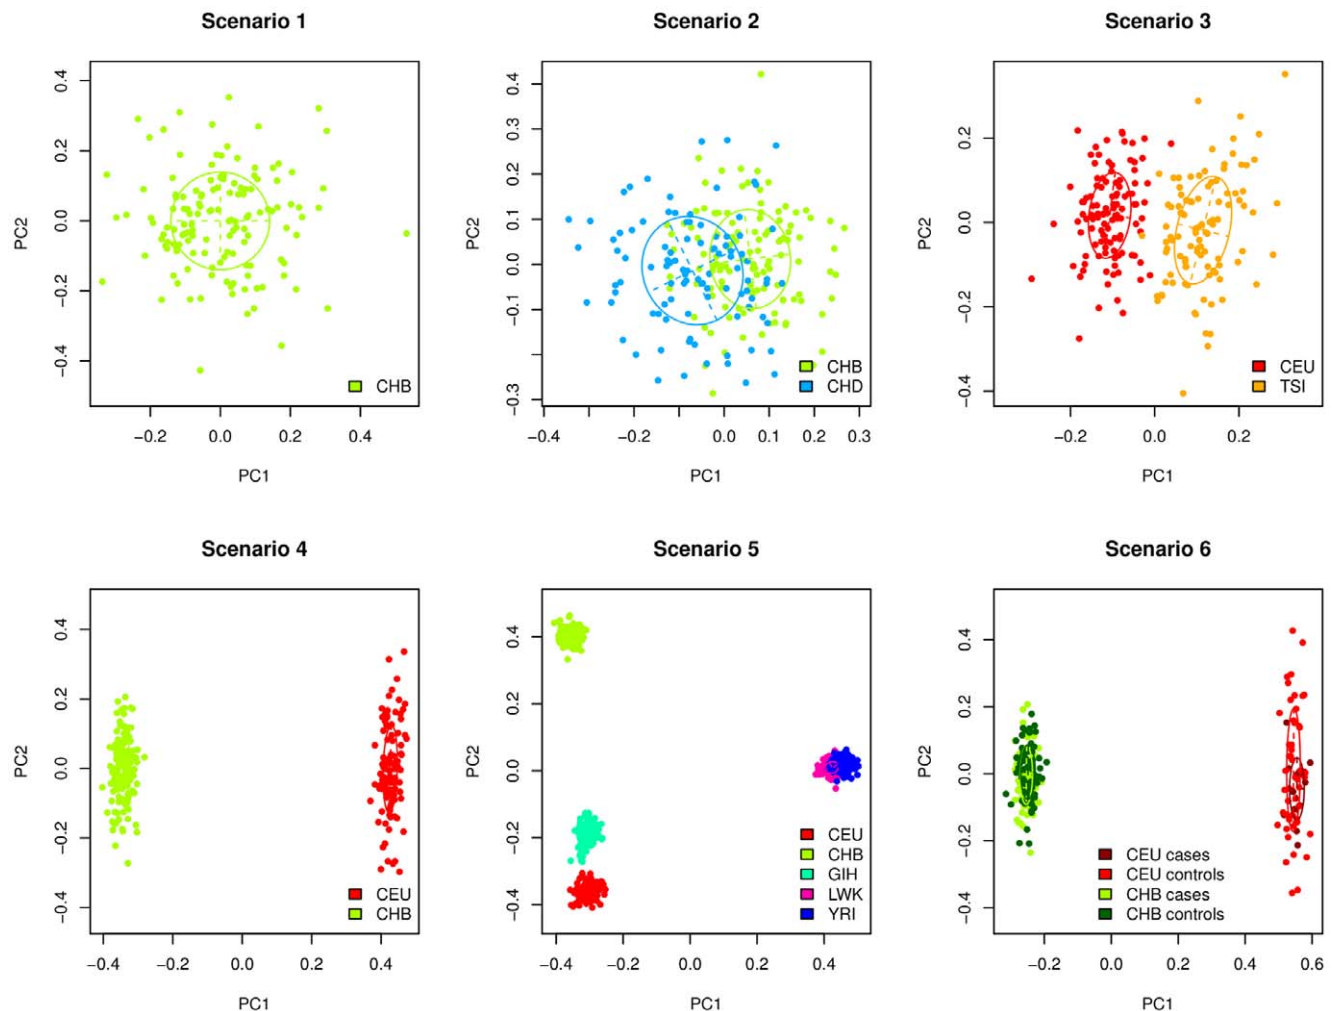 Scenario 1
PC2
0.4
0.2
0.0
−0.2
−0.4
CHB
−0.2 0.0 0.2 0.4
PC1
Scenario 2
PC2
0.4
0.3
0.2
0.1
0.0
−0.1
−0.3
CHB
CHD
−0.4 −0.2 0.0 0.1 0.2 0.3
PC1
Scenario 3
PC2
0.2
0.0
−0.2
−0.4
CEU
TSI
−0.2 0.0 0.2
PC1
Scenario 4
PC2
0.4
0.2
0.0
−0.2
−0.4
CEU
CHB
−0.4 −0.2 0.0 0.2 0.4
PC1
Scenario 5
PC2
0.4
0.2
0.0
−0.2
−0.4
CEU
CHB
GIH
LWK
YRI
−0.4 −0.2 0.0 0.2 0.4
PC1
Scenario 6
PC2
0.4
0.2
0.0
−0.2
−0.4
CEU cases
CEU controls
CHB cases
CHB controls
−0.2 0.0 0.2 0.4 0.6
PC1